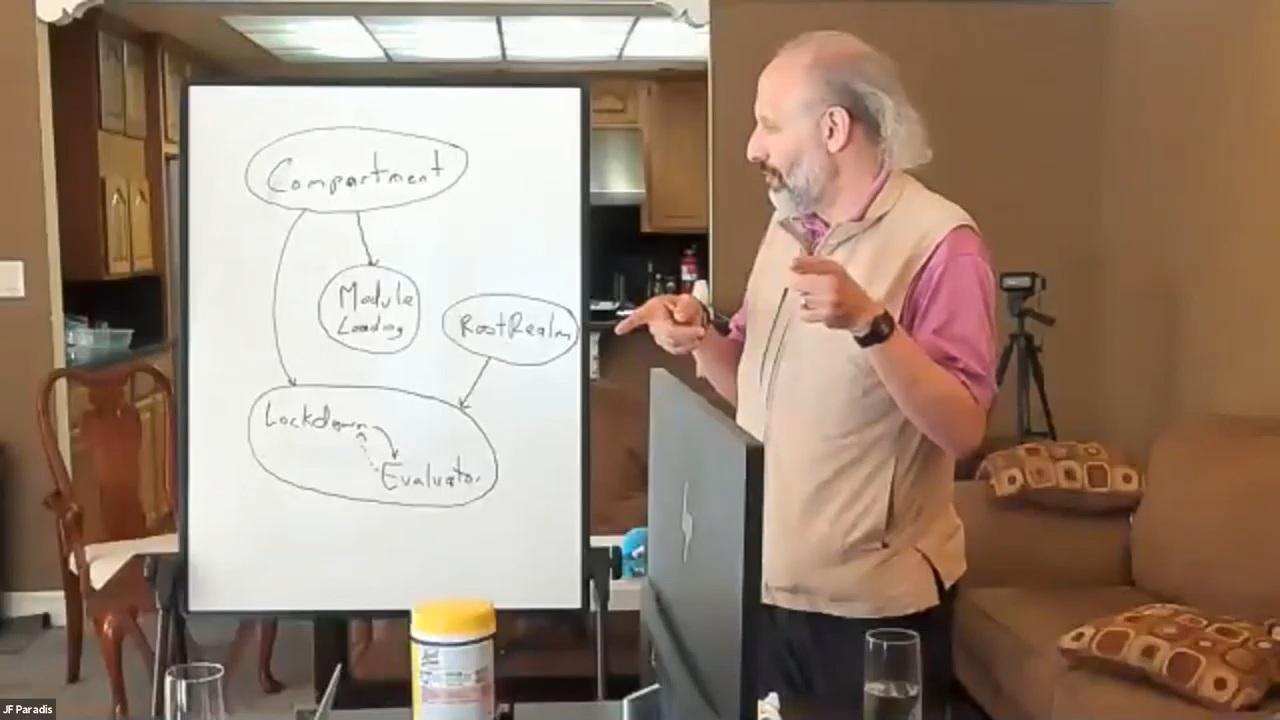 Compartment
Module
Loading
RootRealm
Lockdown
Evaluator
JF Paradis